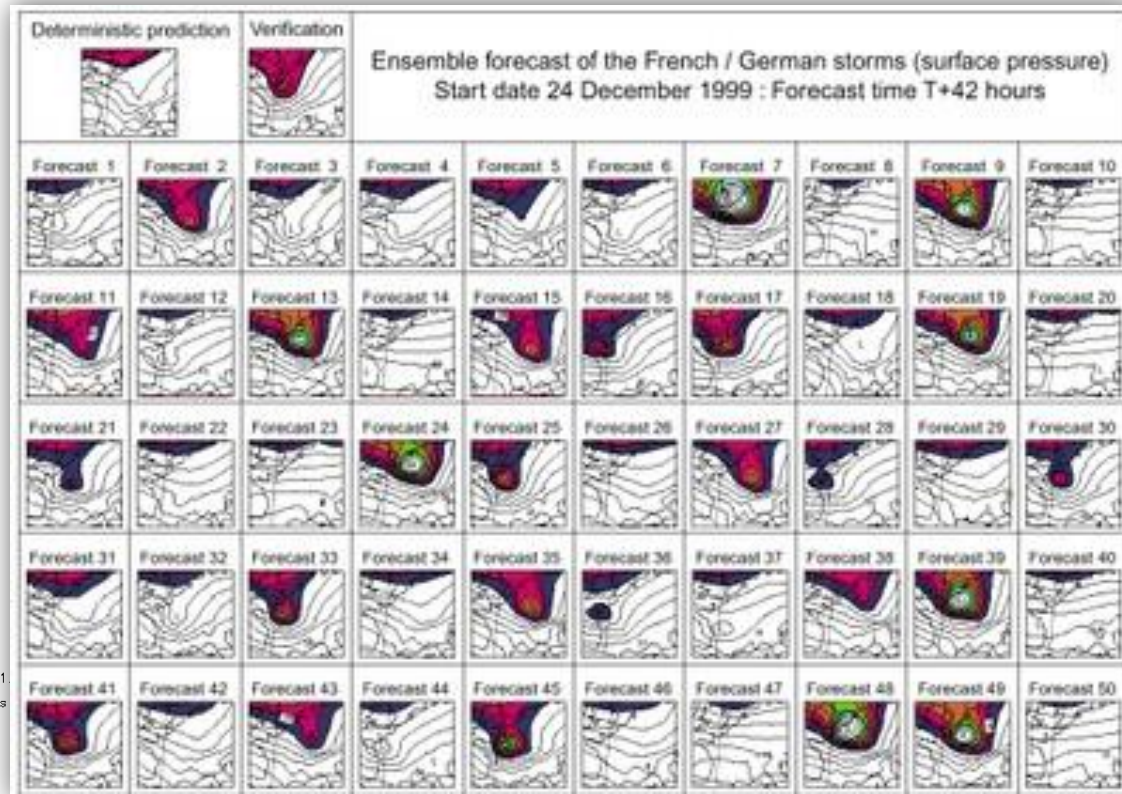 Deterministic prediction
Verification
Ensemble forecast of the French / German storms (surface pressure)
Start date 24 December 1999 : Forecast time T+42 hours
Forecast 1 Forecast 2 Forecast 3 Forecast 4 Forecast 5 Forecast 6 Forecast 7 Forecast 8 Forecast 9 Forecast 10
Forecast 11 Forecast 12 Forecast 13 Forecast 14 Forecast 15 Forecast 16 Forecast 17 Forecast 18 Forecast 19 Forecast 20
Forecast 21 Forecast 22 Forecast 23 Forecast 24 Forecast 25 Forecast 26 Forecast 27 Forecast 28 Forecast 29 Forecast 30
Forecast 31 Forecast 32 Forecast 33 Forecast 34 Forecast 35 Forecast 36 Forecast 37 Forecast 38 Forecast 39 Forecast 40
1
s
Forecast 41 Forecast 42 Forecast 43 Forecast 44 Forecast 45 Forecast 46 Forecast 47 Forecast 48 Forecast 49 Forecast 50